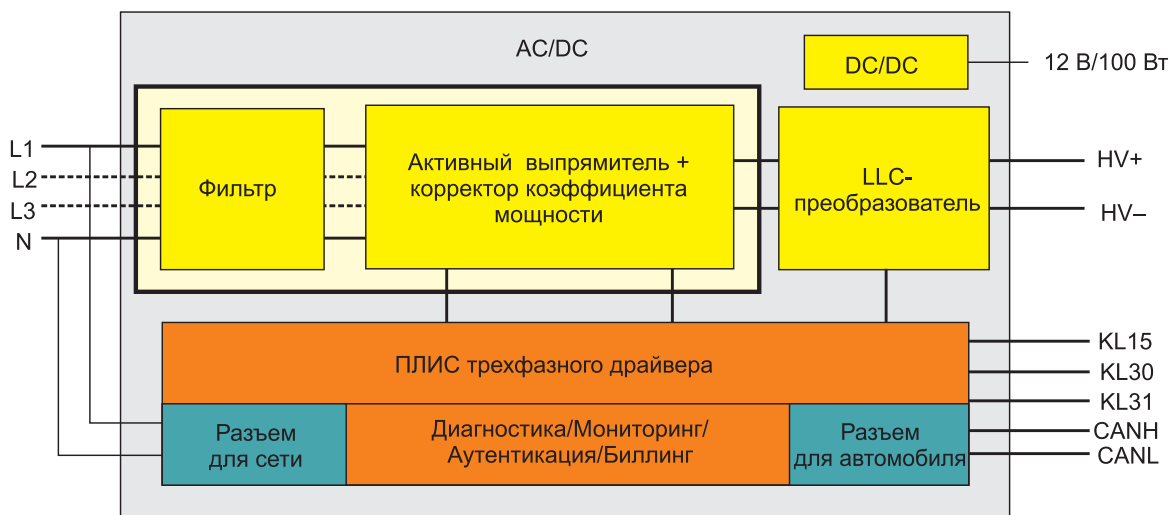 AC/DC
DC/DC
12 В/100 Вт
L1
L2
L3
N
Фильтр
Активный выпрямитель +
корректор коэффициента
мощности
LLC-
преобразователь
HV+
HV–
ПЛИС трехфазного драйвера
KL15
KL30
KL31
CANH
CANL
Разъем
для сети
Диагностика/Мониторинг/
Аутентикация/Биллинг
Разъем
для автомобиля